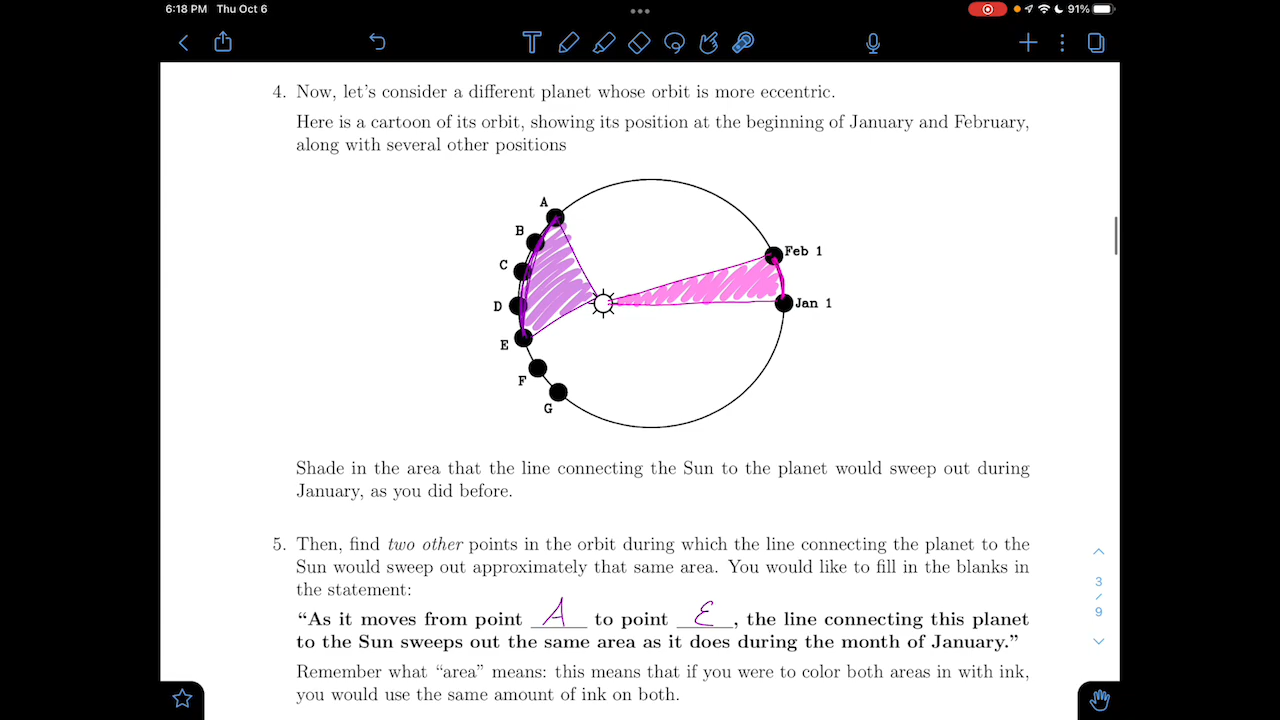 6:18 PM Thu Oct 6
91%
4. Now, let's consider a different planet whose orbit is more eccentric.
Here is a cartoon of its orbit, showing its position at the beginning of January and February,
along with several other positions
A
B
C
D
E
F
G
Feb 1
Jan 1
Shade in the area that the line connecting the Sun to the planet would sweep out during
January, as you did before.
5. Then, find two other points in the orbit during which the line connecting the planet to the
Sun would sweep out approximately that same area. You would like to fill in the blanks in
the statement:
“As it moves from point A to point E, the line connecting this planet
to the Sun sweeps out the same area as it does during the month of January.”
Remember what “area” means: this means that if you were to color both areas in with ink,
you would use the same amount of ink on both.
3
/
9